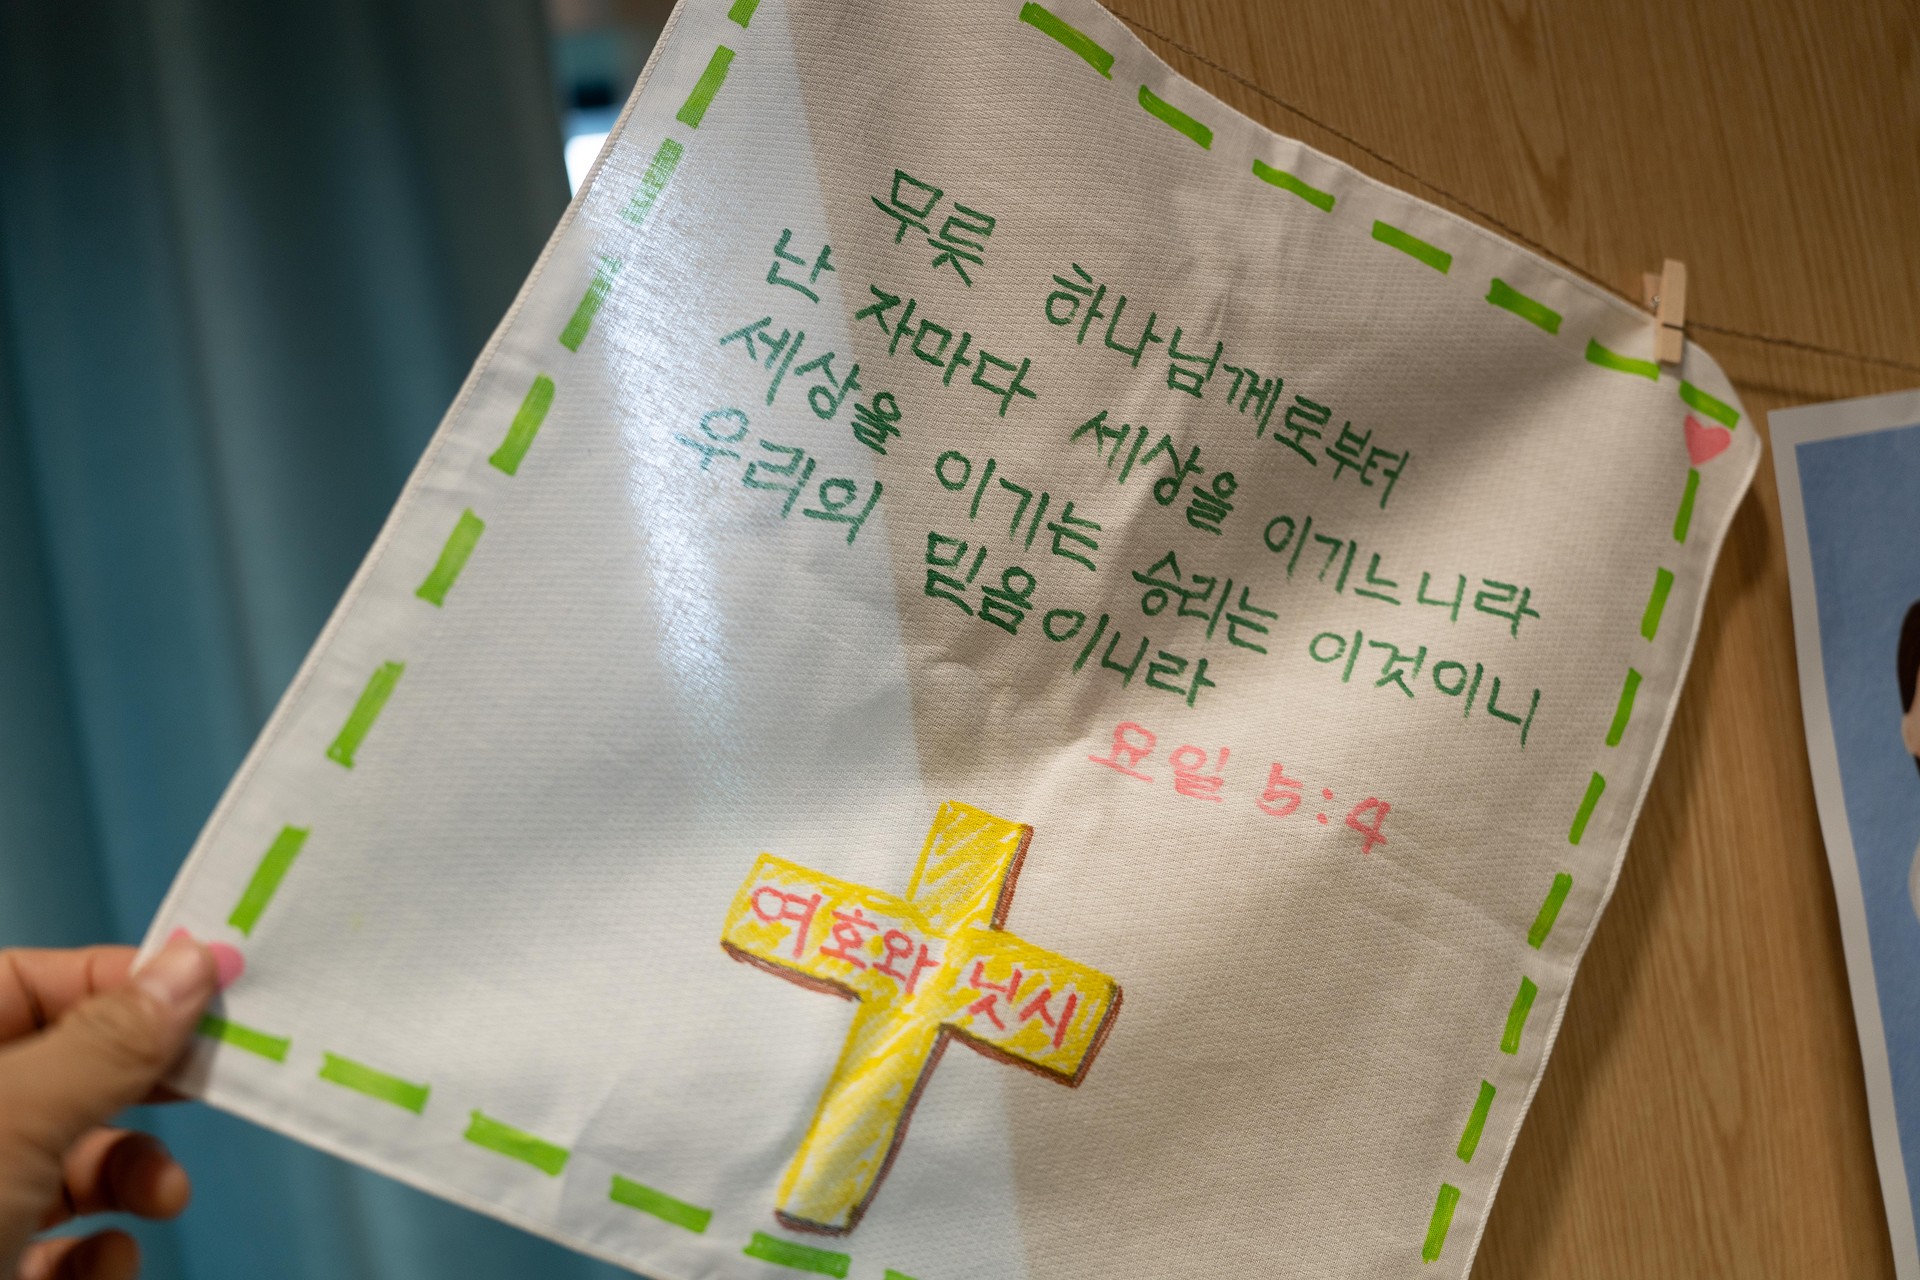 무릇 하나님께로부터
난 자마다 세상을 이기느니라
세상을 이기는 승리는 이것이니
우리의 믿음이니라
요일 5:4
여호와 닛시